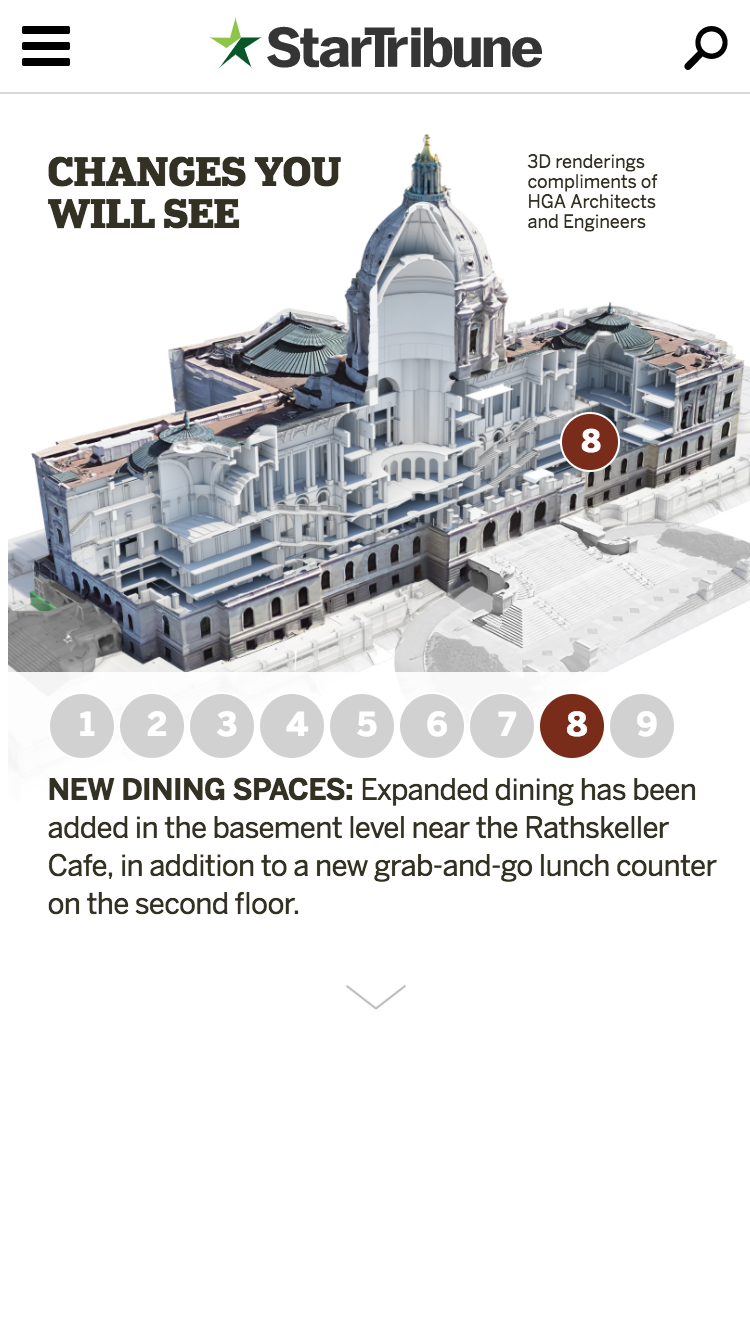 StarTribune
CHANGES YOU
WILL SEE
3D renderings
compliments of
HGA Architects
and Engineers
8
1 2 3 4 5 6 7 8 9
NEW DINING SPACES: Expanded dining has been
added in the basement level near the Rathskeller
Cafe, in addition to a new grab-and-go lunch counter
on the second floor.